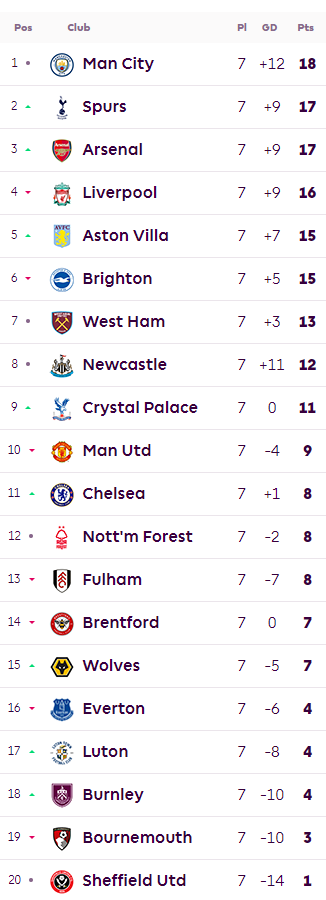 Pos Club Pl GD Pts
1 Man City 7 +12 18
2 Spurs 7 +9 17
3 Arsenal 7 +9 17
4 Liverpool 7 +9 16
5 Aston Villa 7 +7 15
6 Brighton 7 +5 15
7 West Ham 7 +3 13
8 Newcastle 7 +11 12
9 Crystal Palace 7 0 11
10 Man Utd 7 -4 9
11 Chelsea 7 +1 8
12 Nott'm Forest 7 -2 8
13 Fulham 7 -7 8
14 Brentford 7 0 7
15 Wolves 7 -5 7
16 Everton 7 -6 4
17 Luton 7 -8 4
18 Burnley 7 -10 4
19 Bournemouth 7 -10 3
20 Sheffield Utd 7 -14 1